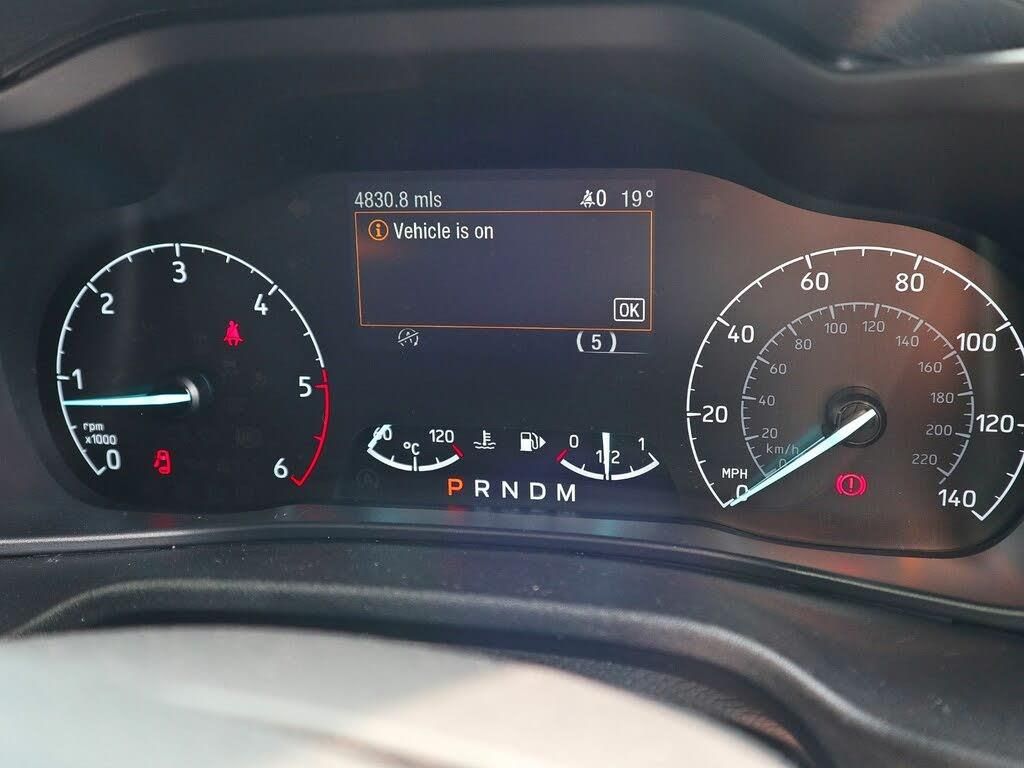 4830.8 mls 0 19°
i Vehicle is on
OK
( 5 )
0 1 2 3 4 5 6
rpm
x1000
120
°C
0 1/2 1
P R N D M
0 20 40 60 80 100 120 140
MPH
0 20 40 60 80 100 120 140 160 180 200 220
km/h